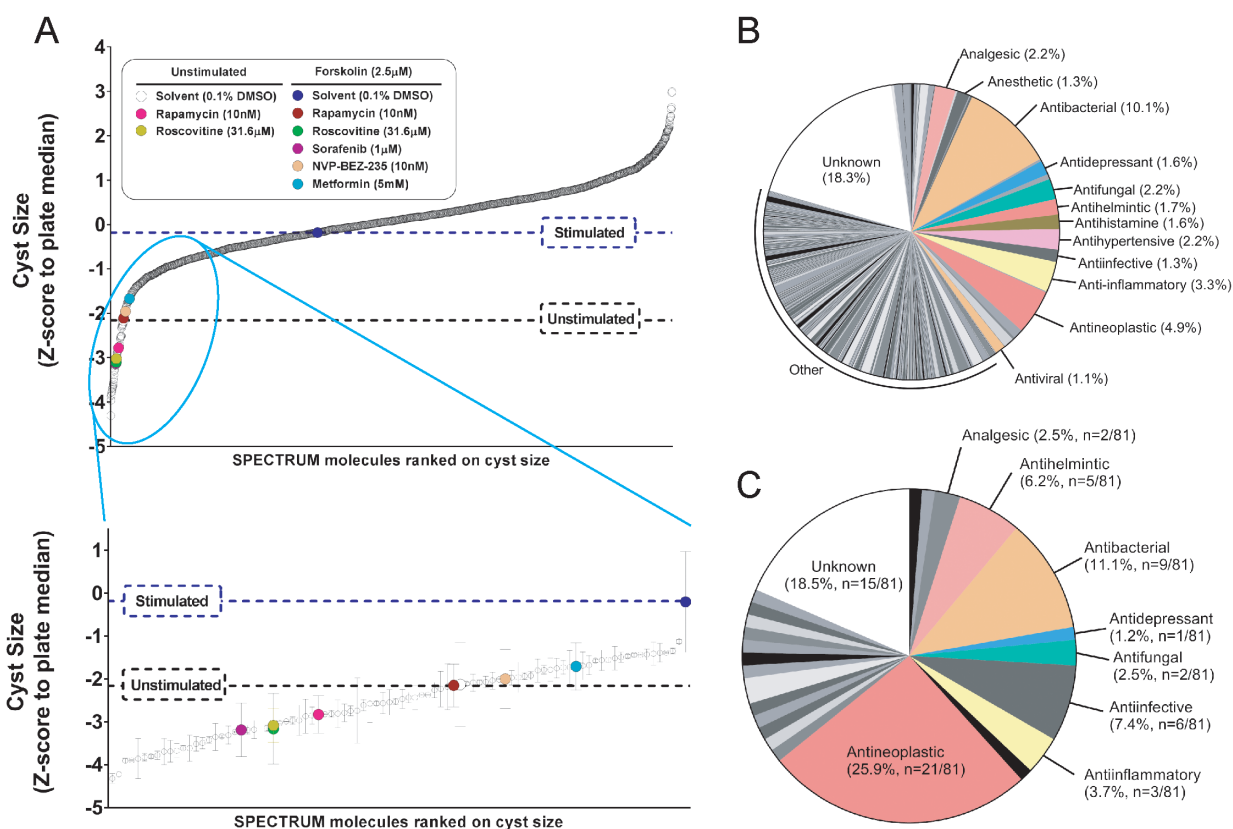 A
4
3
2
1
0
-1
-2
-3
-4
-5
Cyst Size
(Z-score to plate median)
Unstimulated
Solvent (0.1% DMSO)
Rapamycin (10nM)
Roscovitine (31.6µM)
Forskolin (2.5µM)
Solvent (0.1% DMSO)
Rapamycin (10nM)
Roscovitine (31.6µM)
Sorafenib (1µM)
NVP-BEZ-235 (10nM)
Metformin (5mM)
Stimulated
Unstimulated
SPECTRUM molecules ranked on cyst size
1
0
-1
-2
-3
-4
-5
Cyst Size
(Z-score to plate median)
Stimulated
Unstimulated
SPECTRUM molecules ranked on cyst size
B
Analgesic (2.2%)
Anesthetic (1.3%)
Antibacterial (10.1%)
Antidepressant (1.6%)
Antifungal (2.2%)
Antihelmintic (1.7%)
Antihistamine (1.6%)
Antihypertensive (2.2%)
Antiinfective (1.3%)
Anti-inflammatory (3.3%)
Antineoplastic (4.9%)
Antiviral (1.1%)
Other
Unknown
(18.3%)
C
Analgesic (2.5%, n=2/81)
Antihelmintic
(6.2%, n=5/81)
Antibacterial
(11.1%, n=9/81)
Antidepressant
(1.2%, n=1/81)
Antifungal
(2.5%, n=2/81)
Antiinfective
(7.4%, n=6/81)
Antiinflammatory
(3.7%, n=3/81)
Antineoplastic
(25.9%, n=21/81)
Unknown
(18.5%, n=15/81)